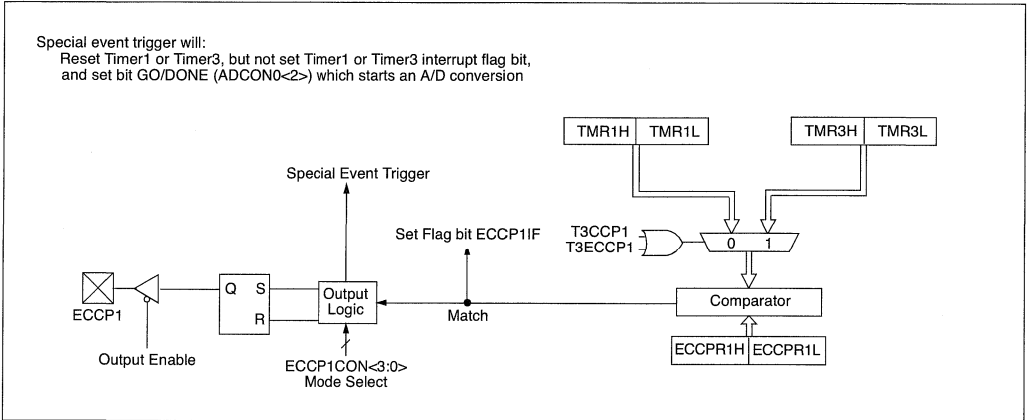 Special event trigger will:
Reset Timer1 or Timer3, but not set Timer1 or Timer3 interrupt flag bit,
and set bit GO/DONE (ADCON0<2>) which starts an A/D conversion
TMR1H TMR1L
TMR3H TMR3L
Special Event Trigger
Set Flag bit ECCP1IF
T3CCP1
T3ECCP1
0 1
Q S
R
Output
Logic
Comparator
ECCP1
Match
ECCPR1H ECCPR1L
Output Enable
ECCP1CON<3:0>
Mode Select